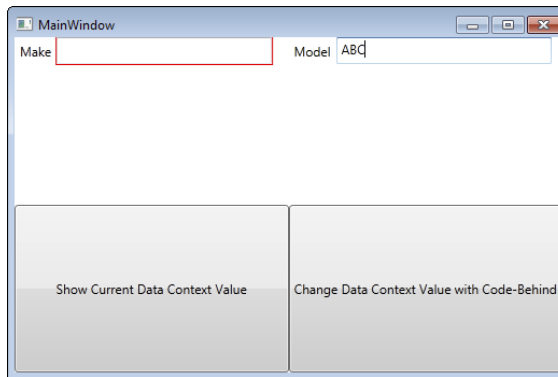 MainWindow
Make
Model ABC
Show Current Data Context Value
Change Data Context Value with Code-Behind